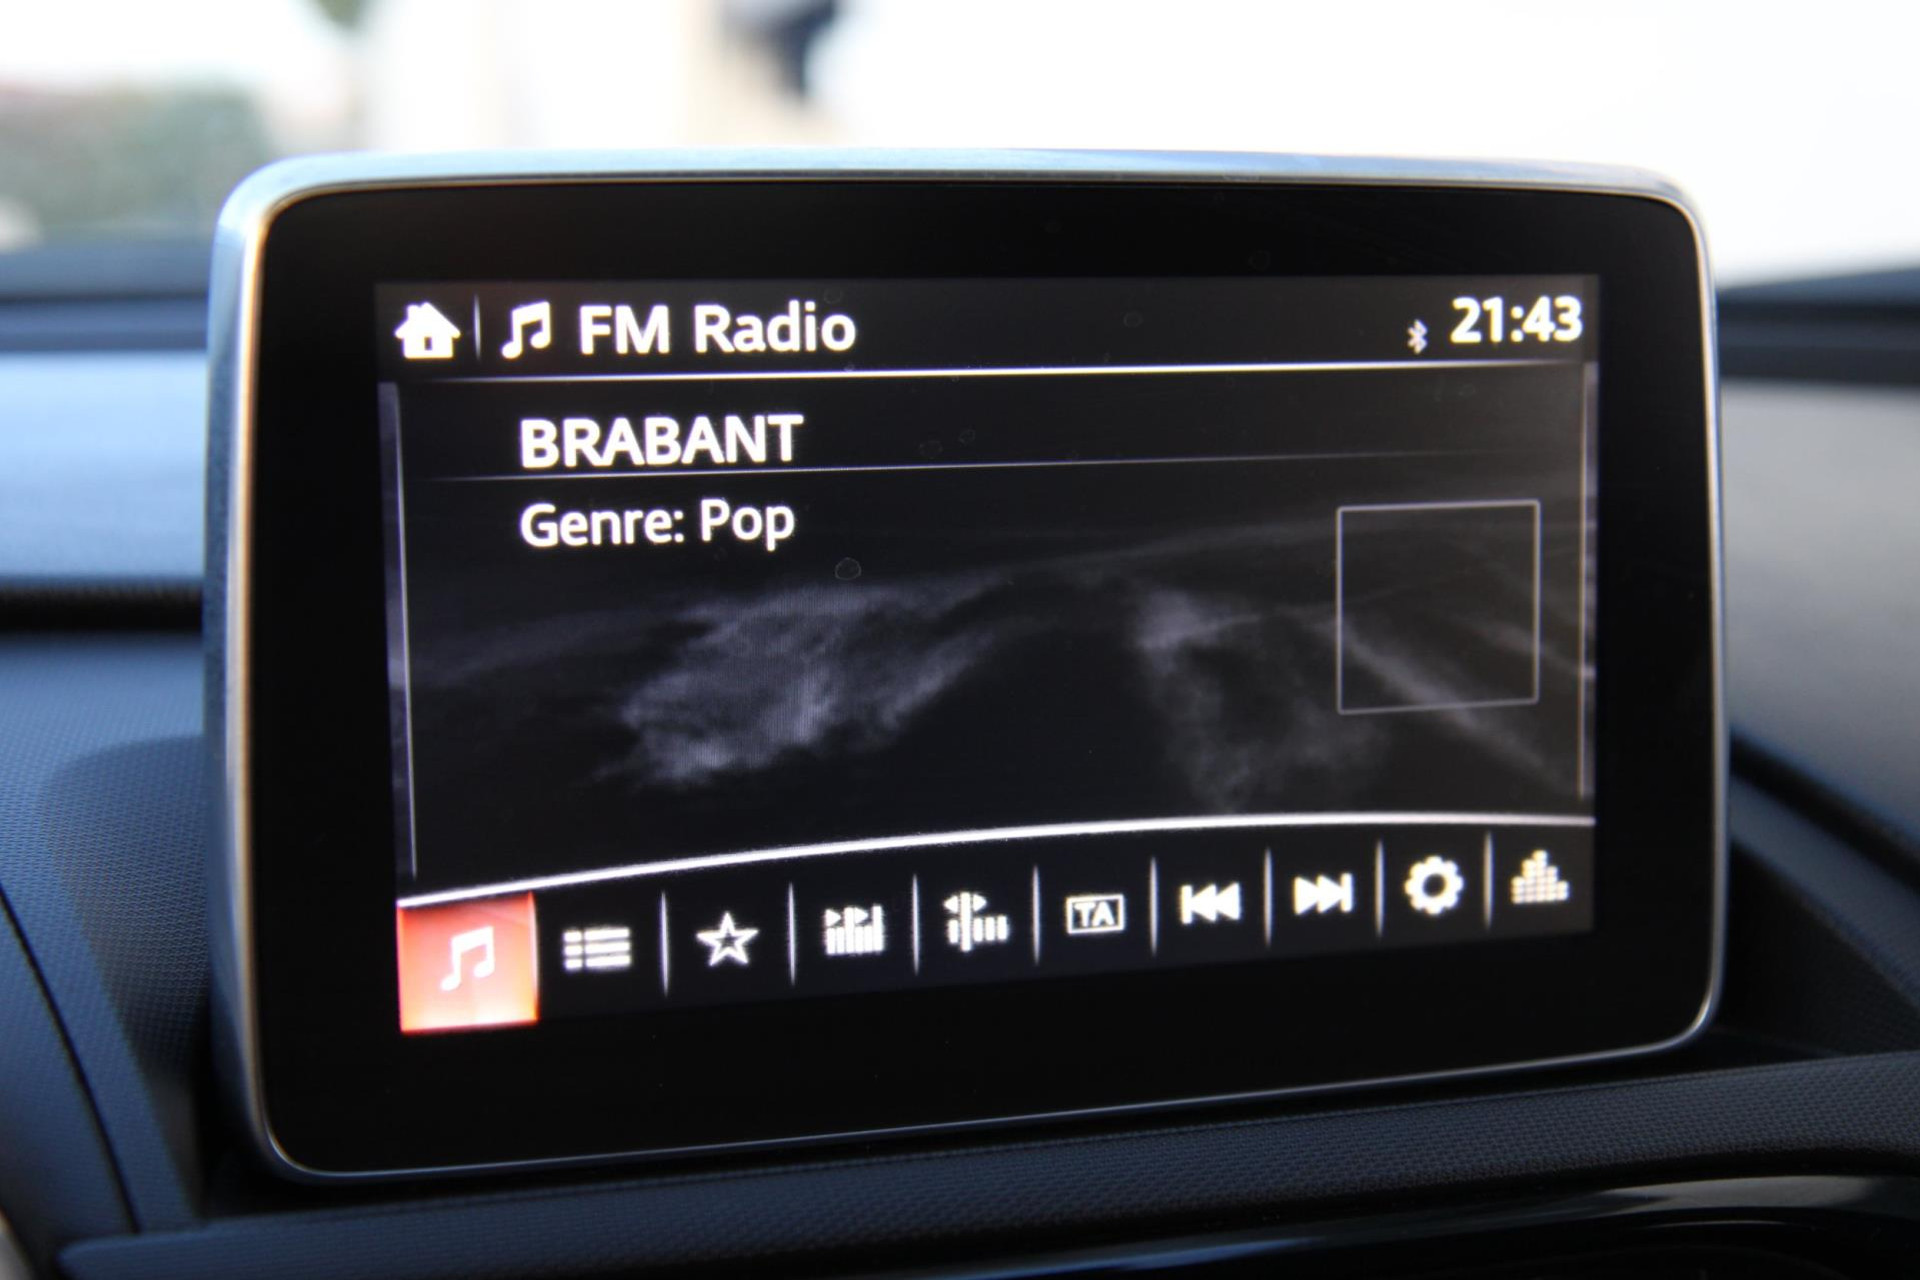 FM Radio
21:43
BRABANT
Genre: Pop
TA